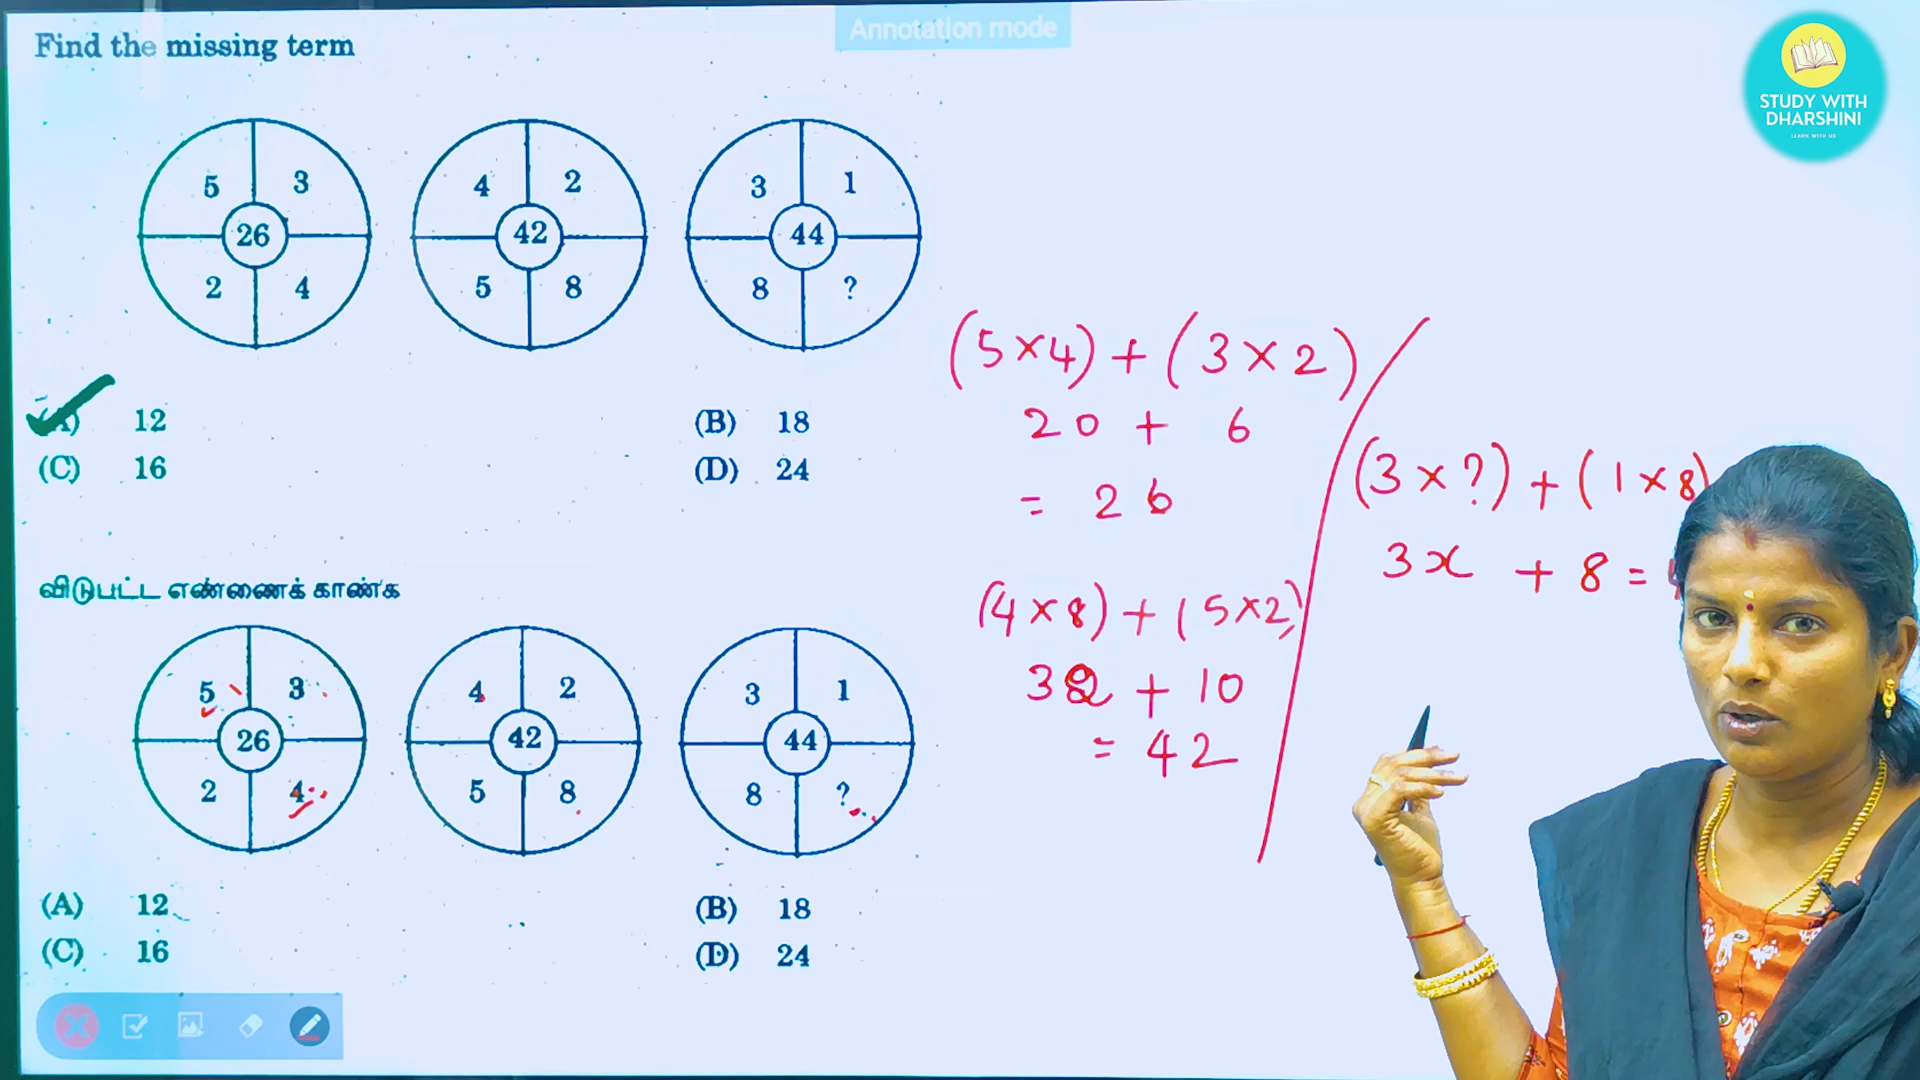 Annotation mode
Find the missing term
STUDY WITH
DHARSHINI
LEARN WITH US
5 3
26
2 4
4 2
42
5 8
3 1
44
8 ?
12
(B) 18
(C) 16
(D) 24
விடுபட்ட எண்ணைக் காண்க
5 3
26
2 4
4 2
42
5 8
3 1
44
8 ?
(A) 12
(B) 18
(C) 16
(D) 24
(5×4) + (3×2)
20 + 6
= 26
(4×8) + (5×2)
32 + 10
= 42
(3×?) + (1×8)
3x + 8 =